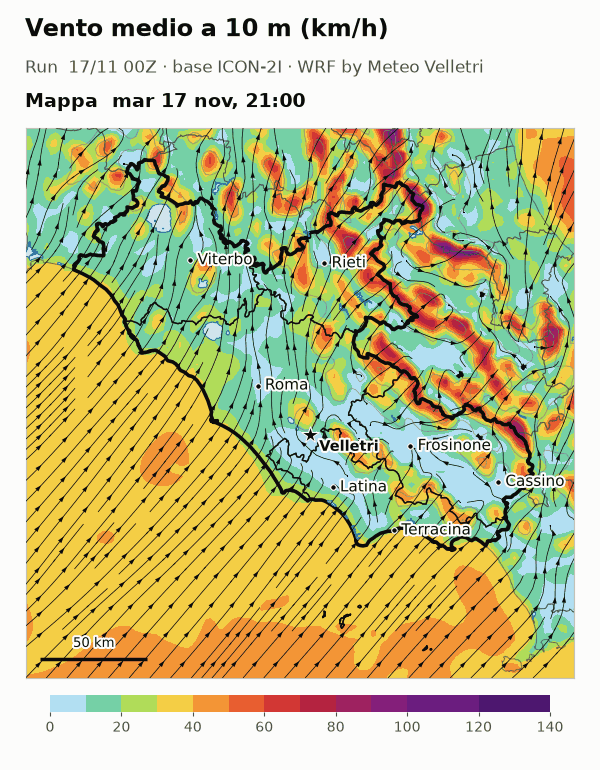 Vento medio a 10 m (km/h)
Run 17/11 00Z · base ICON-2I · WRF by Meteo Velletri
Mappa mar 17 nov, 21:00
Viterbo
Rieti
Roma
Velletri
Frosinone
Latina
Cassino
Terracina
50 km
0 20 40 60 80 100 120 140